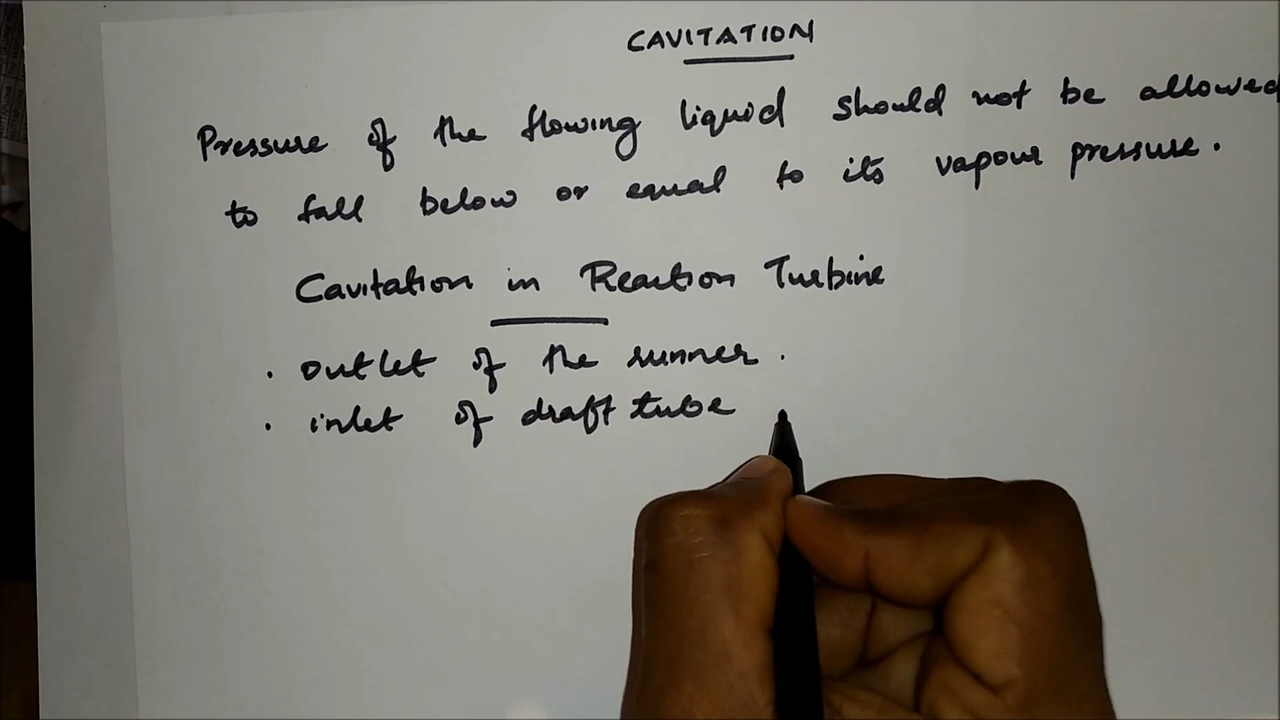 CAVITATION
Pressure of the flowing liquid should not be allowed
to fall below or equal to its vapour pressure.
Cavitation in Reaction Turbine
. outlet of the runner.
. inlet of draft tube